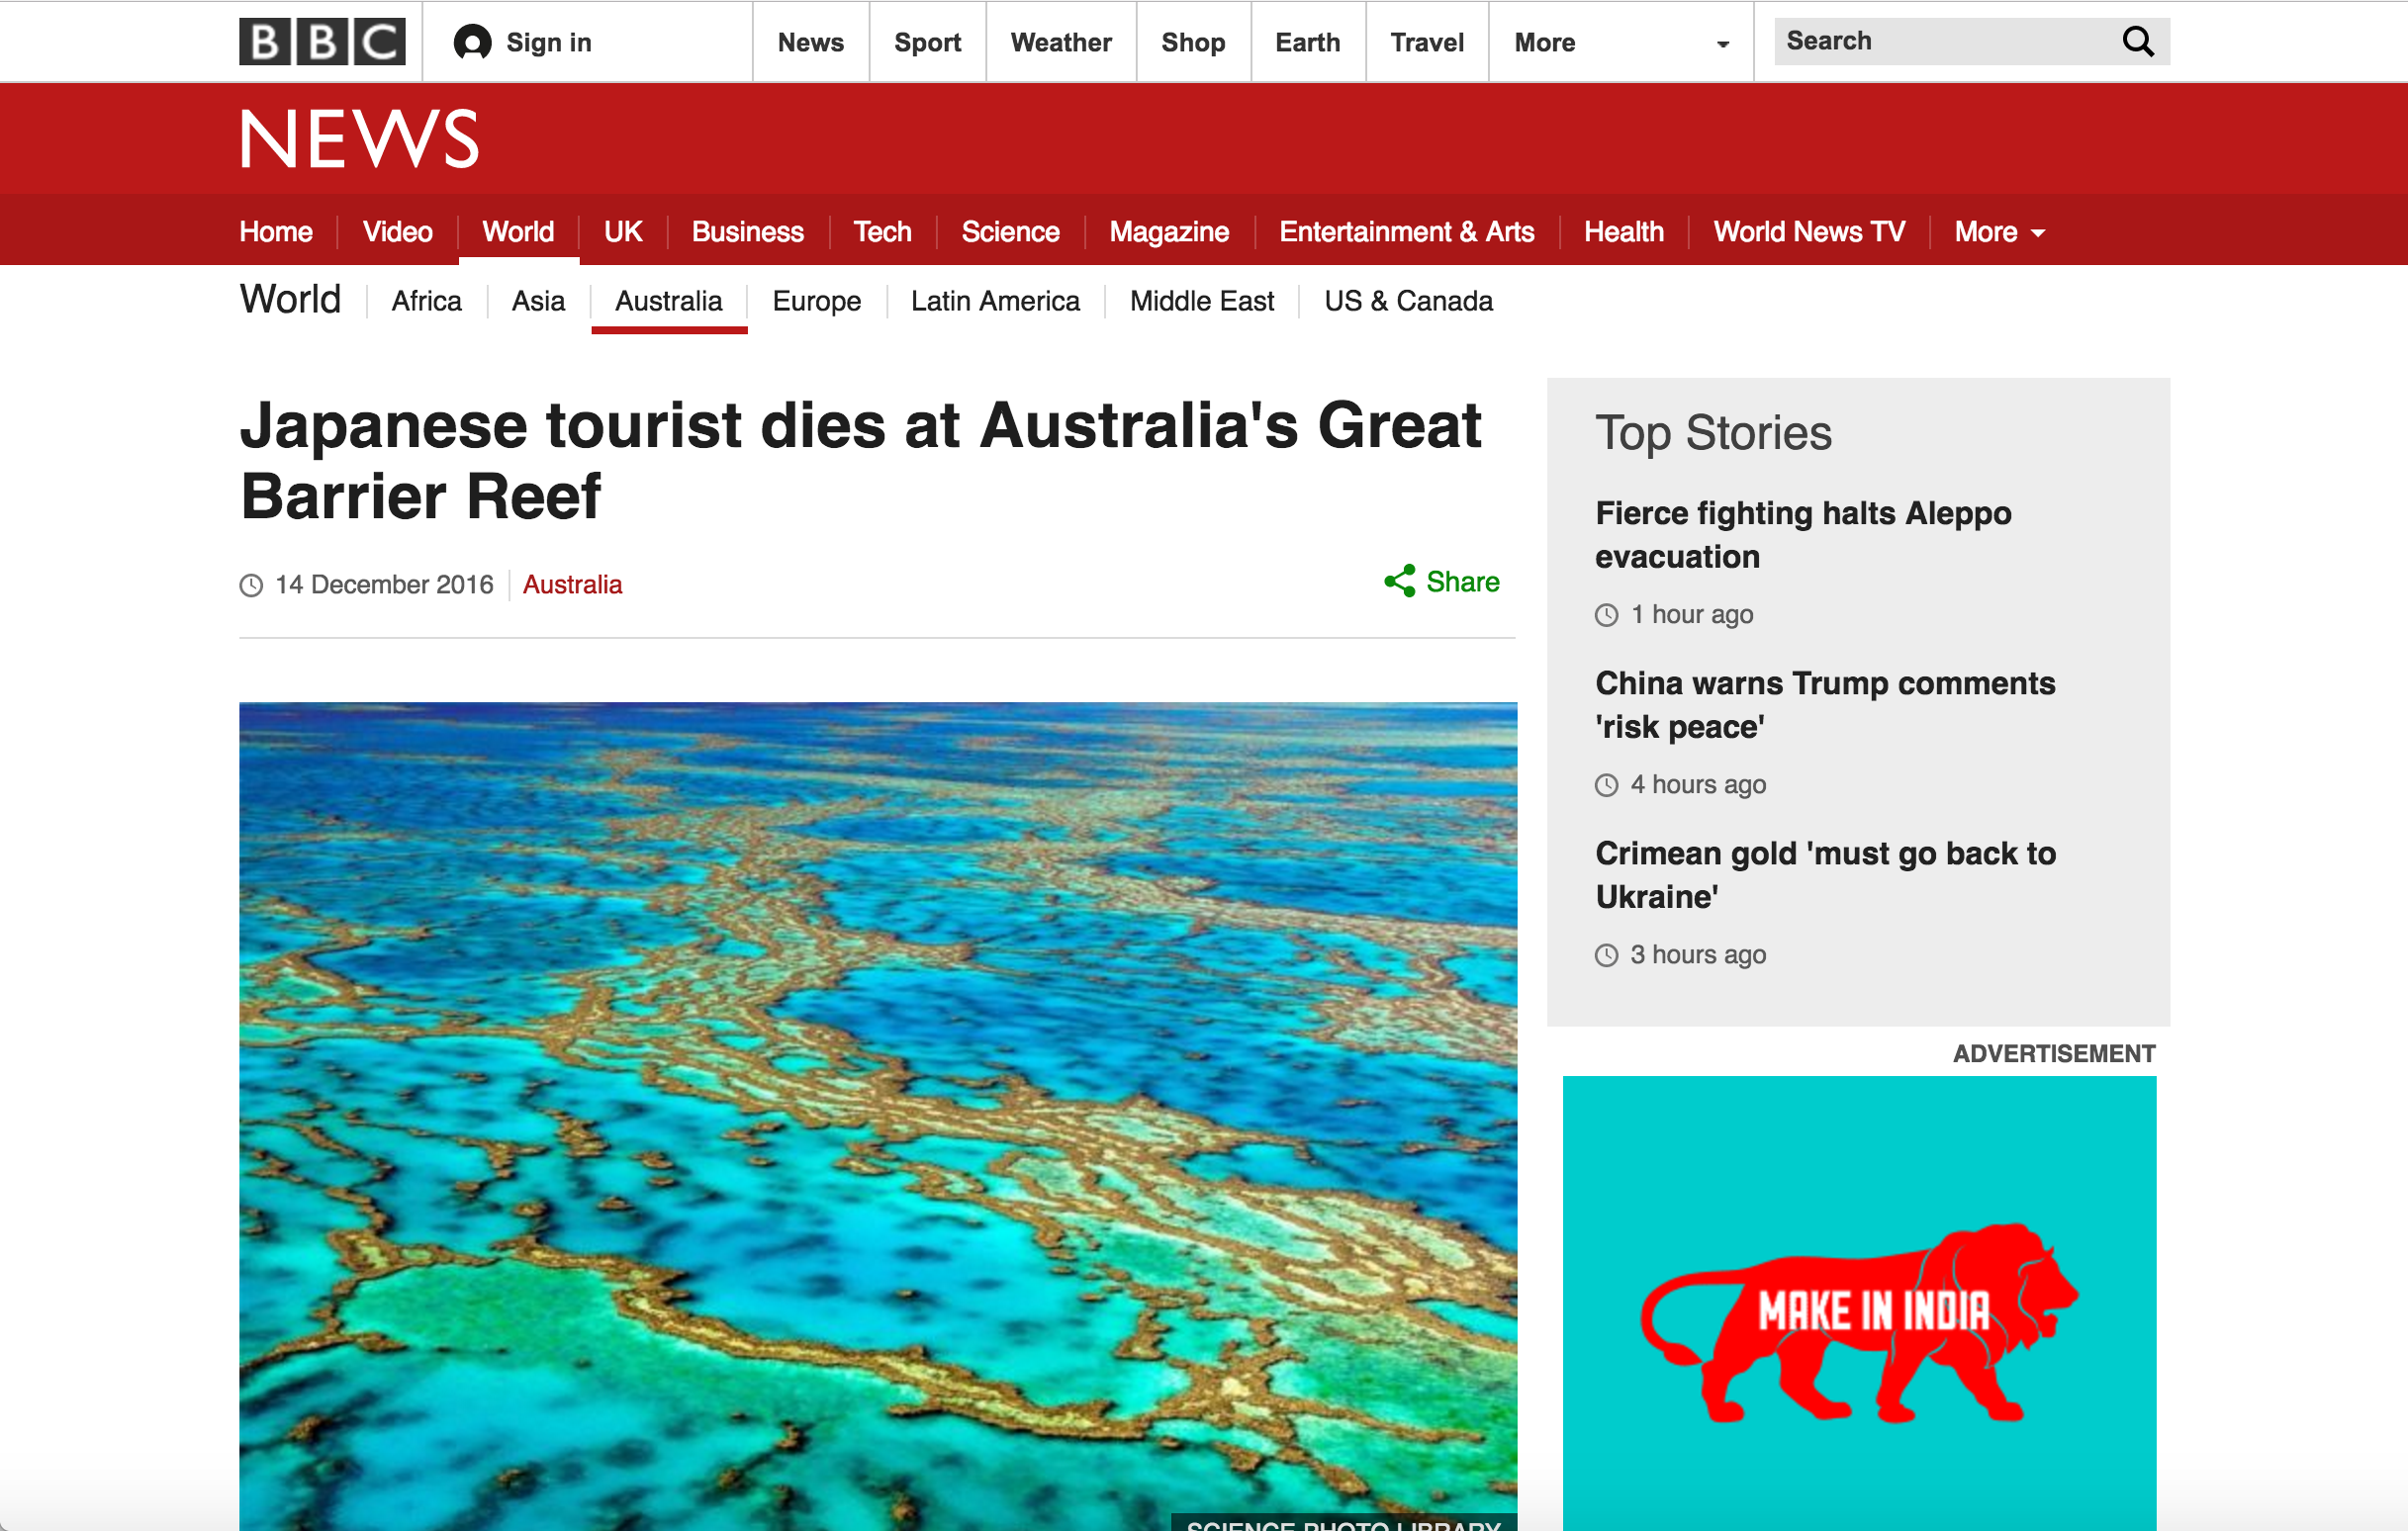 BBC
Sign in
News
Sport
Weather
Shop
Earth
Travel
More
Search
NEWS
Home
Video
World
UK
Business
Tech
Science
Magazine
Entertainment & Arts
Health
World News TV
More
World
Africa
Asia
Australia
Europe
Latin America
Middle East
US & Canada
Japanese tourist dies at Australia's Great
Barrier Reef
14 December 2016
Australia
Share
SCIENCE PHOTO LIBRARY
Top Stories
Fierce fighting halts Aleppo
evacuation
1 hour ago
China warns Trump comments
'risk peace'
4 hours ago
Crimean gold 'must go back to
Ukraine'
3 hours ago
ADVERTISEMENT
MAKE IN INDIA